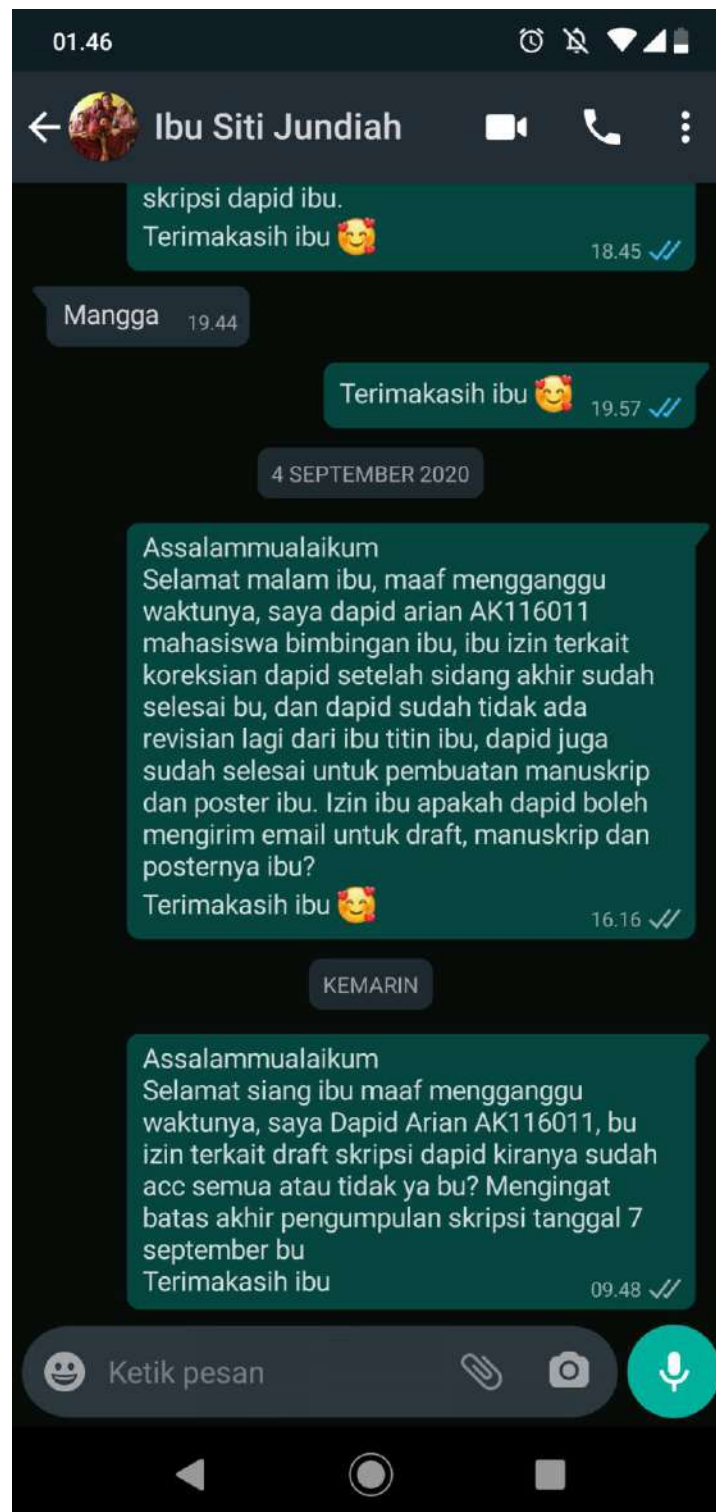 01.46
Ibu Siti Jundiah
skripsi dapid ibu.
Terimakasih ibu 🥰
18.45
Mangga 19.44
Terimakasih ibu 🥰 19.57
4 SEPTEMBER 2020
Assalammualaikum
Selamat malam ibu, maaf mengganggu
waktunya, saya dapid arian AK116011
mahasiswa bimbingan ibu, ibu izin terkait
koreksian dapid setelah sidang akhir sudah
selesai bu, dan dapid sudah tidak ada
revisian lagi dari ibu titin ibu, dapid juga
sudah selesai untuk pembuatan manuskrip
dan poster ibu. Izin ibu apakah dapid boleh
mengirim email untuk draft, manuskrip dan
posternya ibu?
Terimakasih ibu 🥰
16.16
KEMARIN
Assalammualaikum
Selamat siang ibu maaf mengganggu
waktunya, saya Dapid Arian AK116011, bu
izin terkait draft skripsi dapid kiranya sudah
acc semua atau tidak ya bu? Mengingat
batas akhir pengumpulan skripsi tanggal 7
september bu
Terimakasih ibu
09.48
Ketik pesan